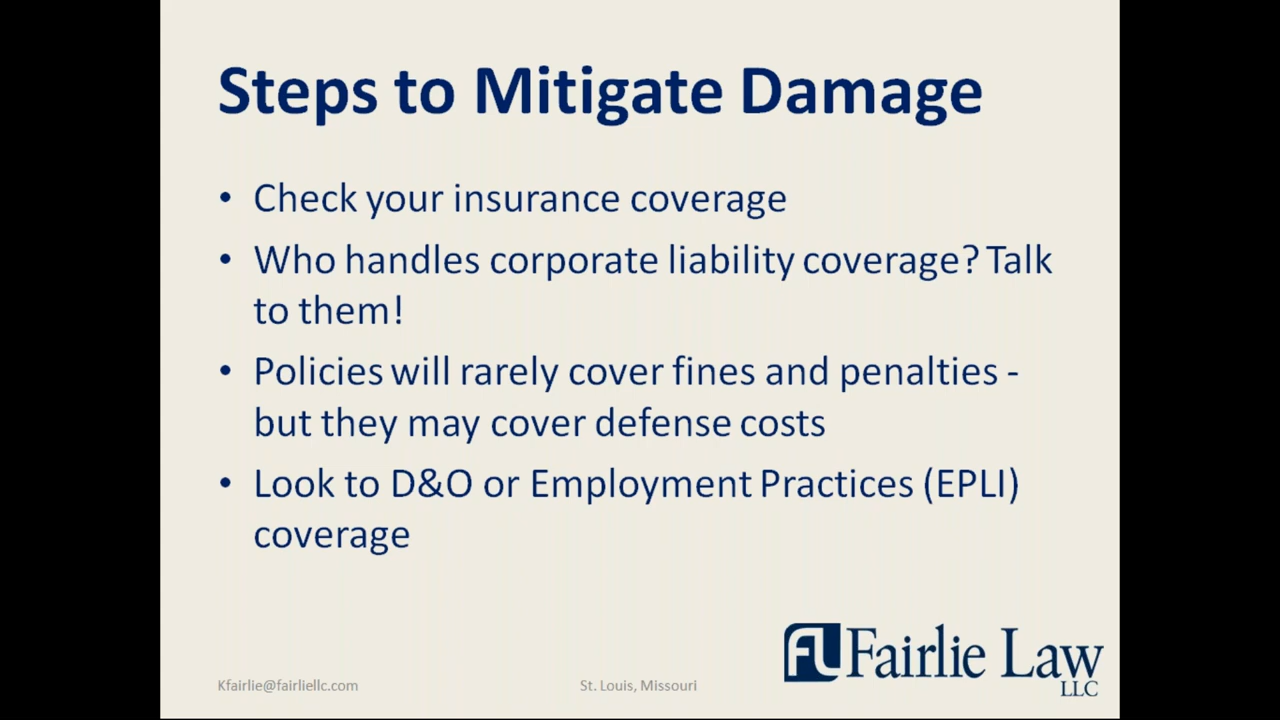 Steps to Mitigate Damage
• Check your insurance coverage
• Who handles corporate liability coverage? Talk
to them!
• Policies will rarely cover fines and penalties -
but they may cover defense costs
• Look to D&O or Employment Practices (EPLI)
coverage
FL Fairlie Law
LLC
Kfairlie@fairliellc.com
St. Louis, Missouri